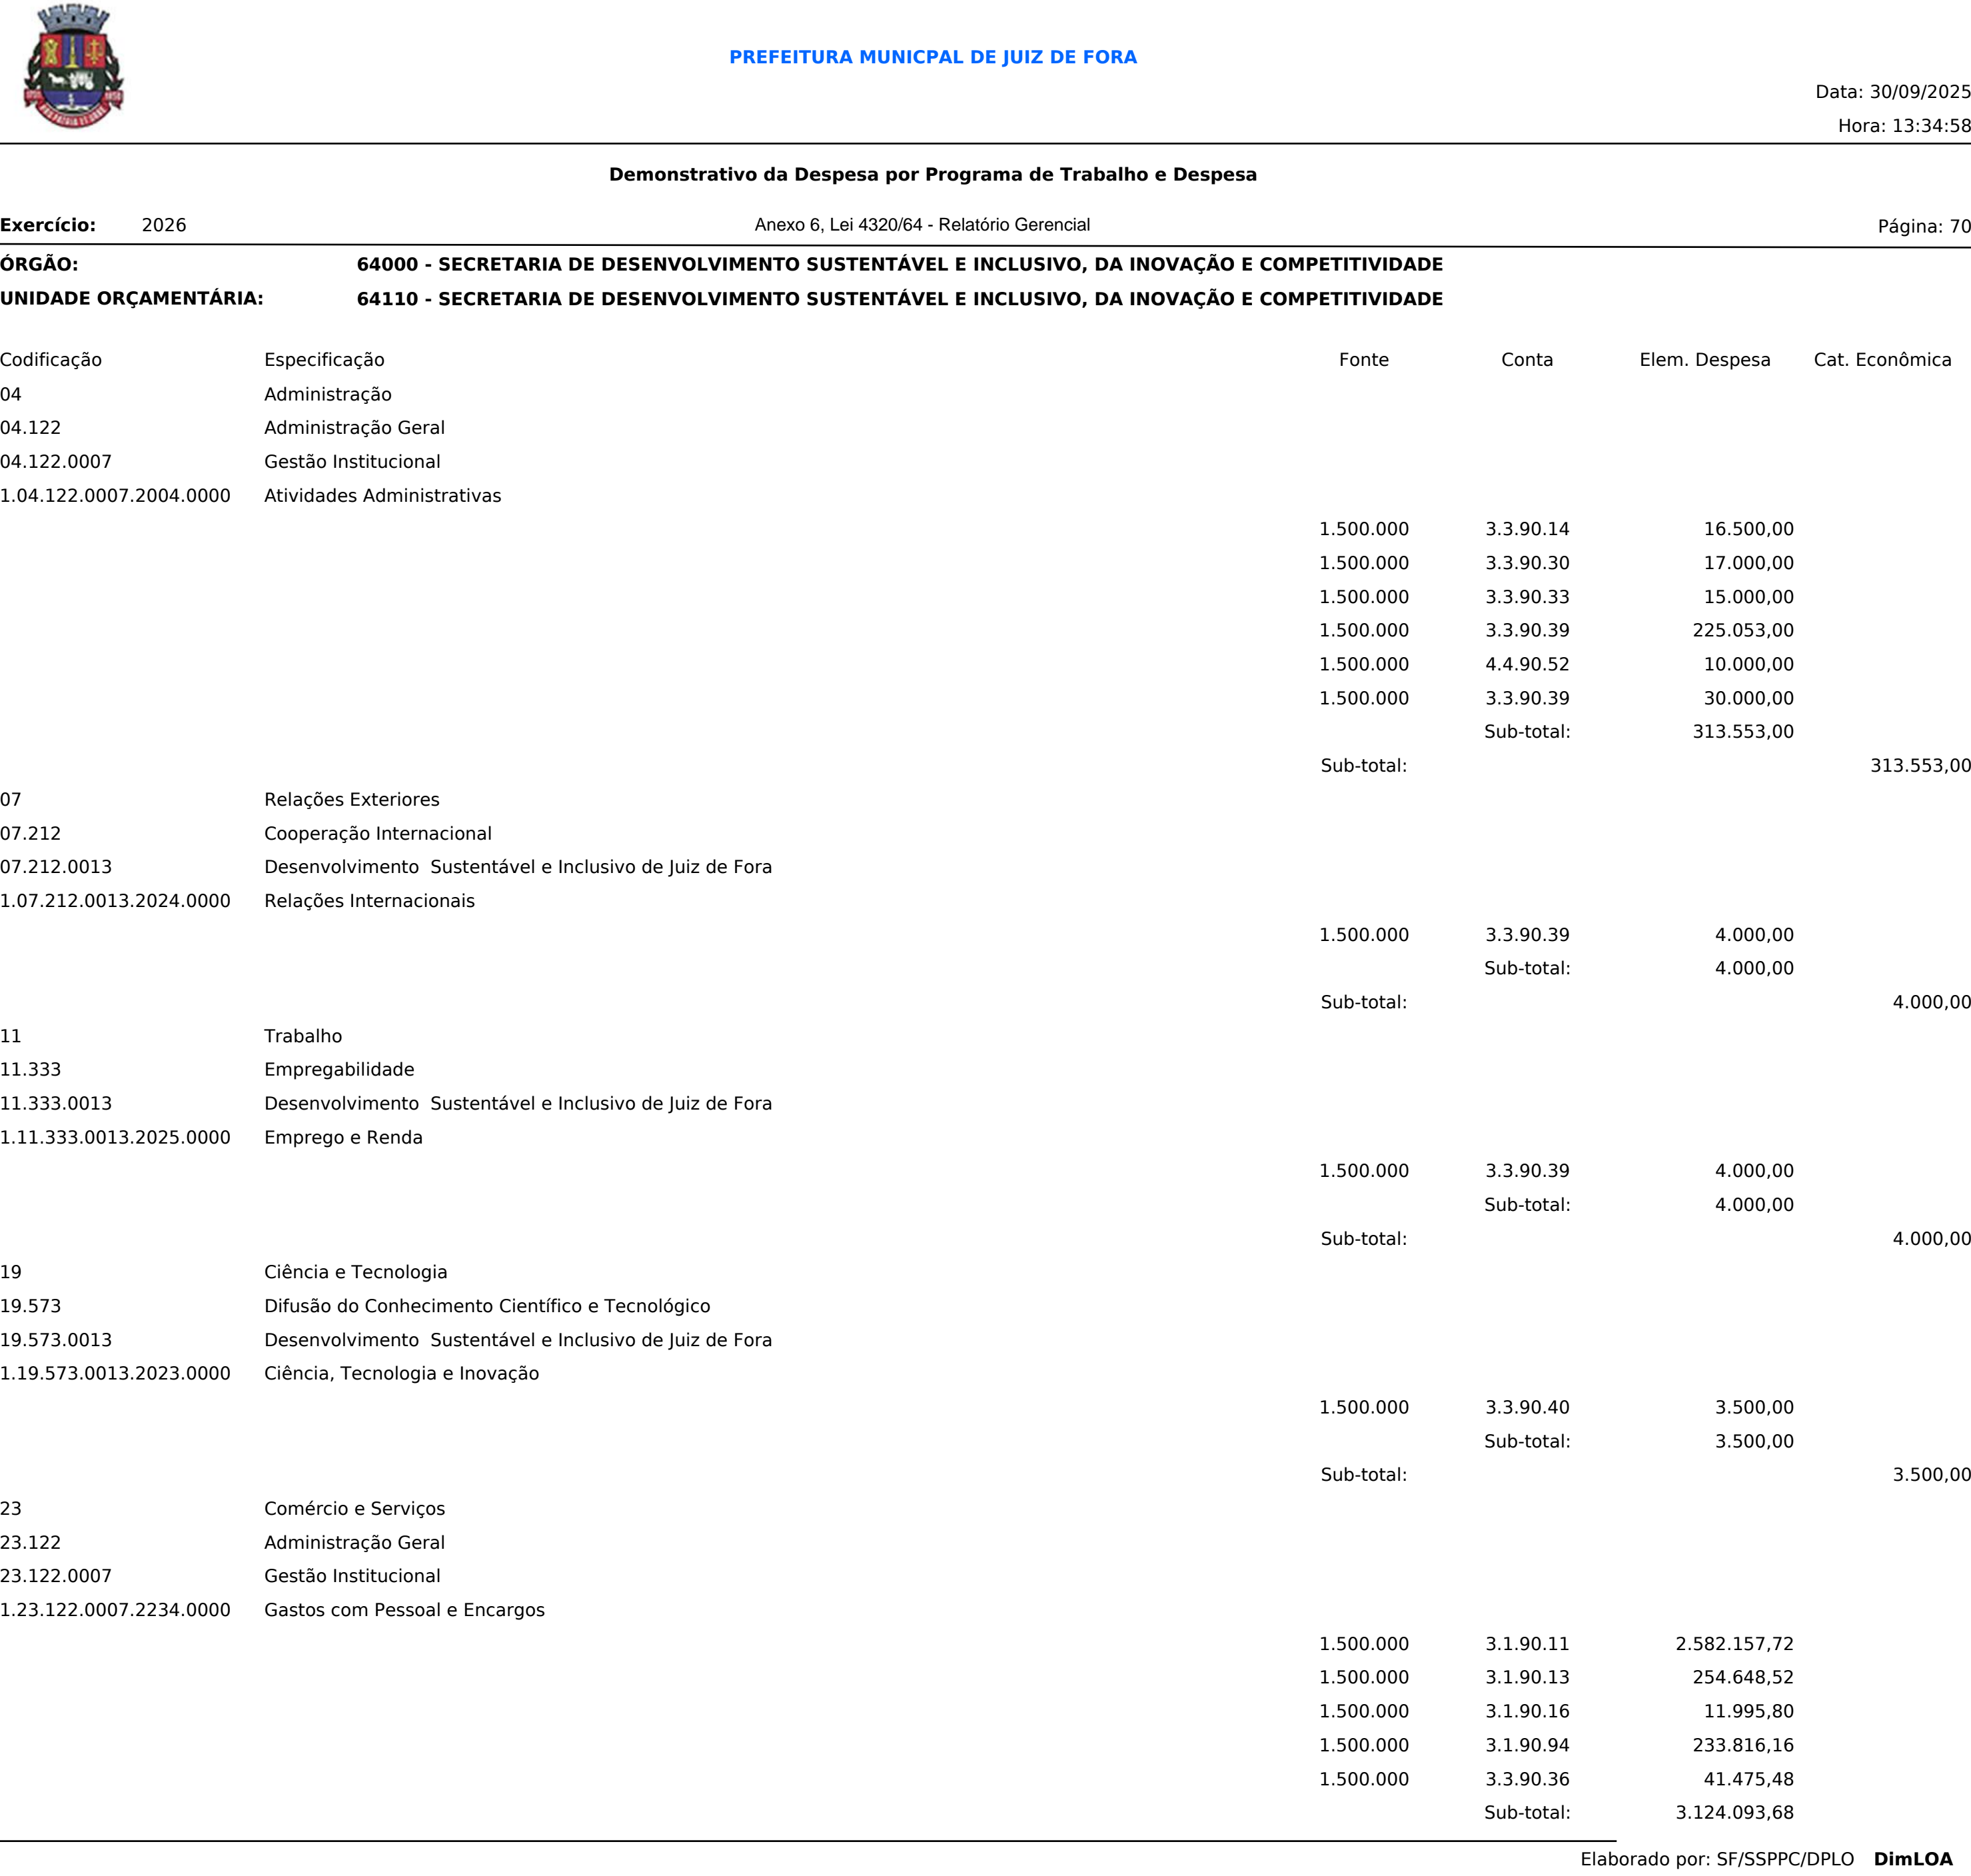 PREFEITURA MUNICPAL DE JUIZ DE FORA
Data: 30/09/2025
Hora: 13:34:58
Demonstrativo da Despesa por Programa de Trabalho e Despesa
Exercício: 2026 Anexo 6, Lei 4320/64 - Relatório Gerencial Página: 70
ÓRGÃO: 64000 - SECRETARIA DE DESENVOLVIMENTO SUSTENTÁVEL E INCLUSIVO, DA INOVAÇÃO E COMPETITIVIDADE
UNIDADE ORÇAMENTÁRIA: 64110 - SECRETARIA DE DESENVOLVIMENTO SUSTENTÁVEL E INCLUSIVO, DA INOVAÇÃO E COMPETITIVIDADE
Codificação Especificação Fonte Conta Elem. Despesa Cat. Econômica
04 Administração
04.122 Administração Geral
04.122.0007 Gestão Institucional
1.04.122.0007.2004.0000 Atividades Administrativas
1.500.000 3.3.90.14 16.500,00
1.500.000 3.3.90.30 17.000,00
1.500.000 3.3.90.33 15.000,00
1.500.000 3.3.90.39 225.053,00
1.500.000 4.4.90.52 10.000,00
1.500.000 3.3.90.39 30.000,00
Sub-total: 313.553,00
Sub-total: 313.553,00
07 Relações Exteriores
07.212 Cooperação Internacional
07.212.0013 Desenvolvimento  Sustentável e Inclusivo de Juiz de Fora
1.07.212.0013.2024.0000 Relações Internacionais
1.500.000 3.3.90.39 4.000,00
Sub-total: 4.000,00
Sub-total: 4.000,00
11 Trabalho
11.333 Empregabilidade
11.333.0013 Desenvolvimento  Sustentável e Inclusivo de Juiz de Fora
1.11.333.0013.2025.0000 Emprego e Renda
1.500.000 3.3.90.39 4.000,00
Sub-total: 4.000,00
Sub-total: 4.000,00
19 Ciência e Tecnologia
19.573 Difusão do Conhecimento Científico e Tecnológico
19.573.0013 Desenvolvimento  Sustentável e Inclusivo de Juiz de Fora
1.19.573.0013.2023.0000 Ciência, Tecnologia e Inovação
1.500.000 3.3.90.40 3.500,00
Sub-total: 3.500,00
Sub-total: 3.500,00
23 Comércio e Serviços
23.122 Administração Geral
23.122.0007 Gestão Institucional
1.23.122.0007.2234.0000 Gastos com Pessoal e Encargos
1.500.000 3.1.90.11 2.582.157,72
1.500.000 3.1.90.13 254.648,52
1.500.000 3.1.90.16 11.995,80
1.500.000 3.1.90.94 233.816,16
1.500.000 3.3.90.36 41.475,48
Sub-total: 3.124.093,68
Elaborado por: SF/SSPPC/DPLO DimLOA